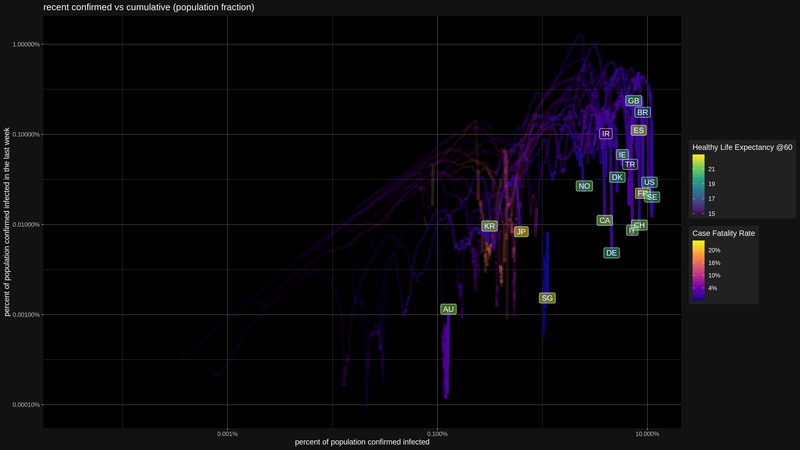 recent confirmed vs cumulative (population fraction)
percent of population confirmed infected in the last week
1.00000%
0.10000%
0.01000%
0.00100%
0.00010%
GB
BR
ES
IR
IE
TR
DK
US
NO
SE
CA
CH
KR
JP
DE
SG
AU
0.001%
0.100%
10.000%
percent of population confirmed infected
Healthy Life Expectancy @60
21
19
17
15
Case Fatality Rate
20%
16%
10%
4%